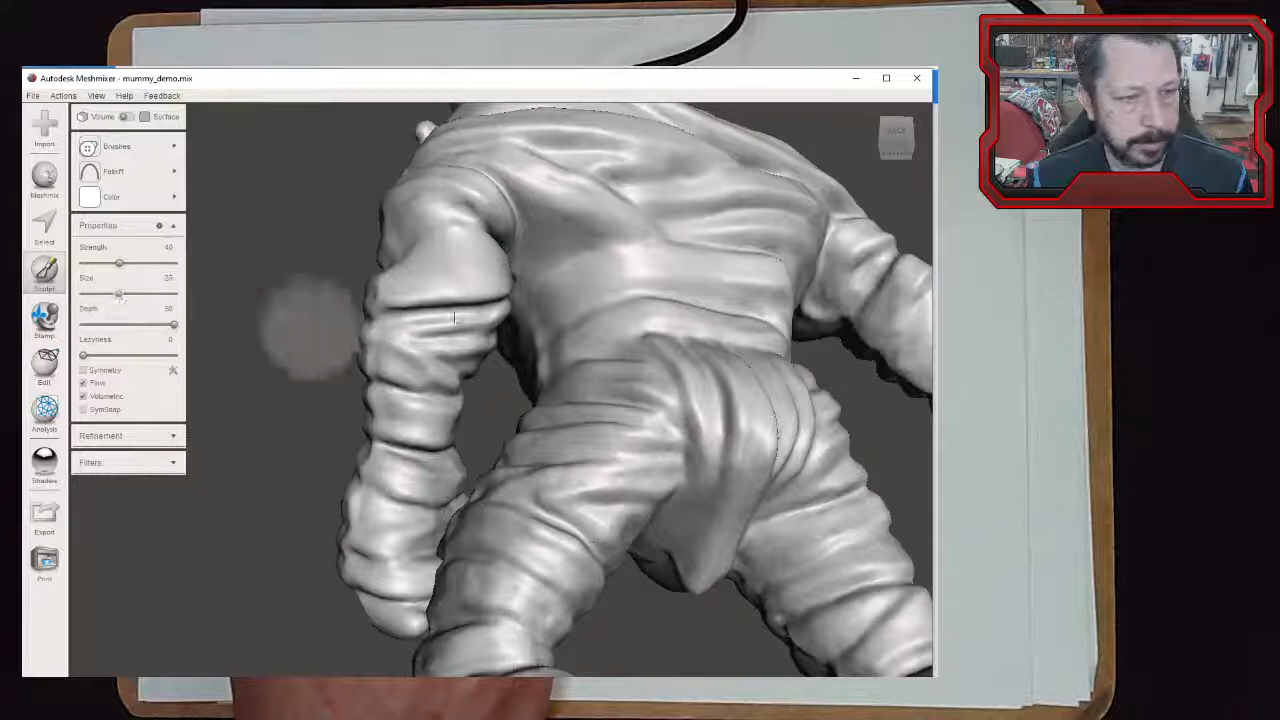 Autodesk Meshmixer - mummy_demo.mix
File Actions View Help Feedback
Import
Meshmix
Select
Sculpt
Stamp
Edit
Analysis
Shaders
Export
Print
Volume Surface
Brushes
Falloff
Color
Properties
Strength 40
Size
Depth 50
Lazyness 0
Symmetry
Flow
Volumetric
SymSnap
Refinement
Filters